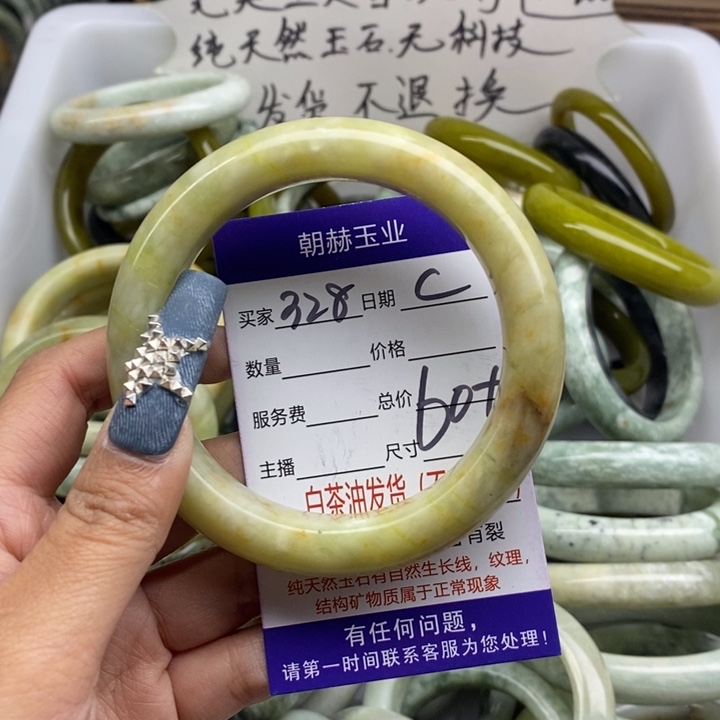 纯天然玉石.无科技
发货 不退换
朝赫玉业
买家 328 日期 C
数量 价格
服务费 总价 60+
主播 尺寸
白茶油发货（不
有裂
纯天然玉石有自然生长线，纹理，
结构矿物质属于正常现象
有任何问题，
请第一时间联系客服为您处理！